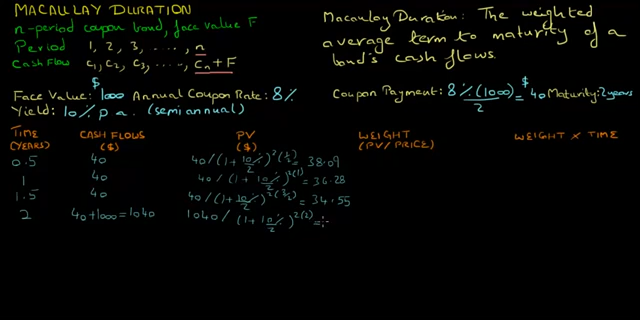 MACAULLAY DURATION
n-period coupon bond, face value F
Period 1, 2, 3, ...., n
Cash Flow C1, C2, C3, ...., Cn + F
Macaulay Duration: The weighted
average term to maturity of a
bond's cash flows.
Face Value: $1000 Annual Coupon Rate: 8% Coupon Payment: 8%(1000)/2 = $40 Maturity: 2 years
Yield: 10% p a. (semiannual)
TIME (YEARS) CASH FLOWS ($) PV ($) WEIGHT (PV/PRICE) WEIGHT X TIME
0.5 40 40/(1+10%/2)^2(1/2) = 38.09
1 40 40/(1+10%/2)^2(1) = 36.28
1.5 40 40/(1+10%/2)^2(3/2) = 34.55
2 40+1000=1040 1040/(1+10%/2)^2(2) =